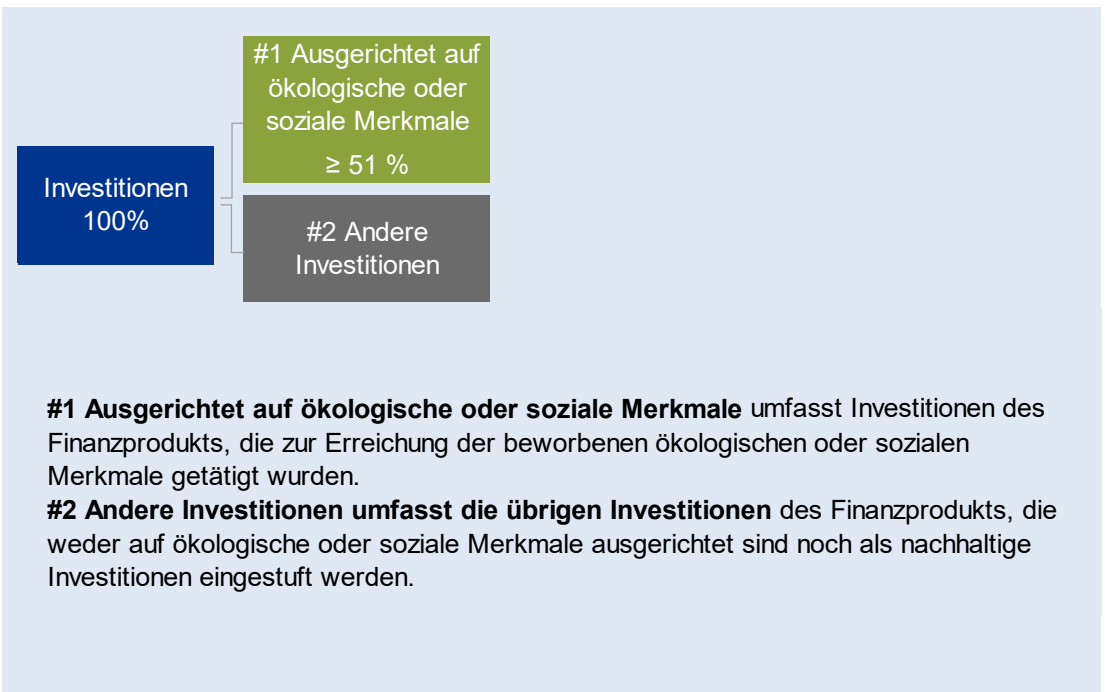 #1 Ausgerichtet auf
ökologische oder
soziale Merkmale
≥ 51 %
Investitionen
100%
#2 Andere
Investitionen
#1 Ausgerichtet auf ökologische oder soziale Merkmale umfasst Investitionen des
Finanzprodukts, die zur Erreichung der beworbenen ökologischen oder sozialen
Merkmale getätigt wurden.
#2 Andere Investitionen umfasst die übrigen Investitionen des Finanzprodukts, die
weder auf ökologische oder soziale Merkmale ausgerichtet sind noch als nachhaltige
Investitionen eingestuft werden.